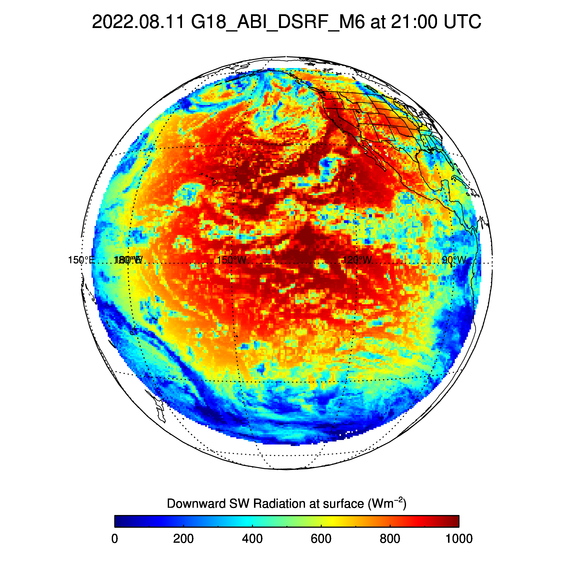 2022.08.11 G18_ABI_DSRF_M6 at 21:00 UTC
150°E 180°W 150°W 120°W 90°W
Downward SW Radiation at surface (Wm⁻²)
0 200 400 600 800 1000